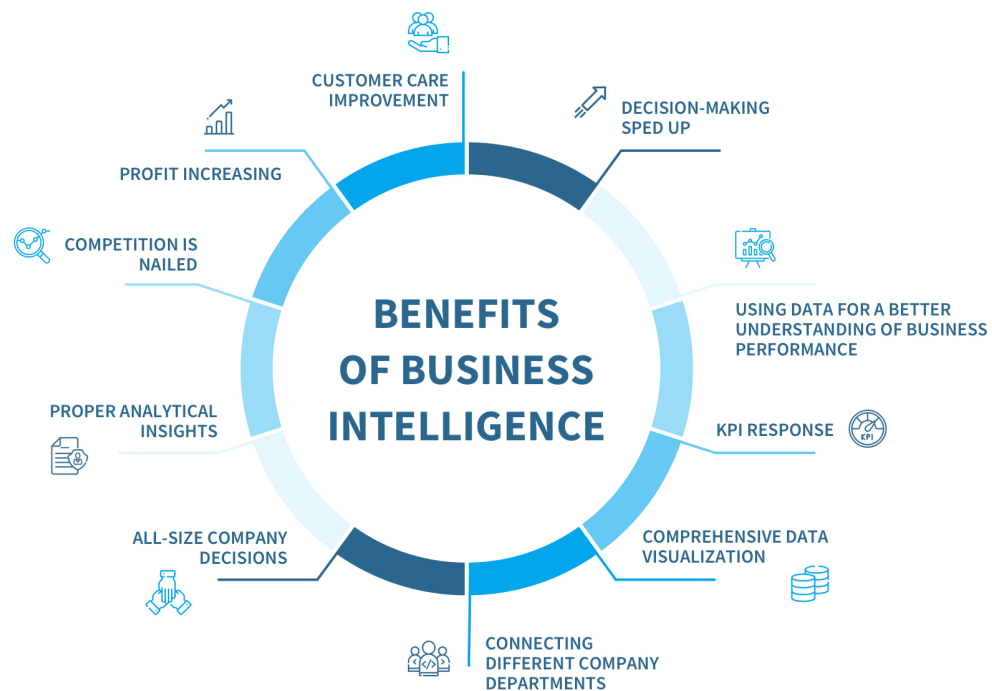 CUSTOMER CARE
IMPROVEMENT
DECISION-MAKING
SPED UP
PROFIT INCREASING
COMPETITION IS
NAILED
USING DATA FOR A BETTER
UNDERSTANDING OF BUSINESS
PERFORMANCE
BENEFITS
OF BUSINESS
INTELLIGENCE
PROPER ANALYTICAL
INSIGHTS
KPI RESPONSE
KPI
ALL-SIZE COMPANY
DECISIONS
COMPREHENSIVE DATA
VISUALIZATION
CONNECTING
DIFFERENT COMPANY
DEPARTMENTS